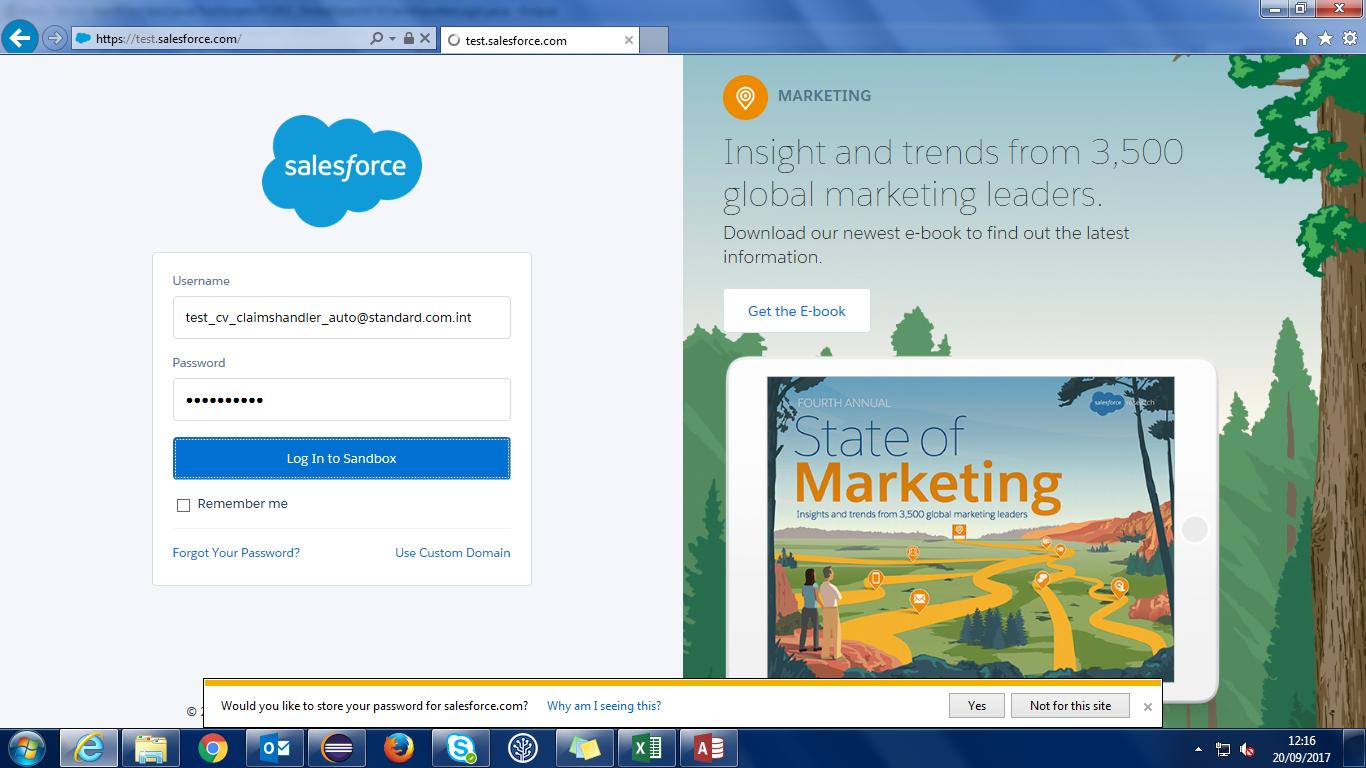 https://test.salesforce.com/
test.salesforce.com
salesforce
Username
test_cv_claimshandler_auto@standard.com.int
Password
Log In to Sandbox
Remember me
Forgot Your Password?
Use Custom Domain
MARKETING
Insight and trends from 3,500
global marketing leaders.
Download our newest e-book to find out the latest
information.
Get the E-book
FOURTH ANNUAL
salesforce research
State of
Marketing
Insights and trends from 3,500 global marketing leaders
©
Would you like to store your password for salesforce.com?
Why am I seeing this?
Yes
Not for this site
12:16
20/09/2017